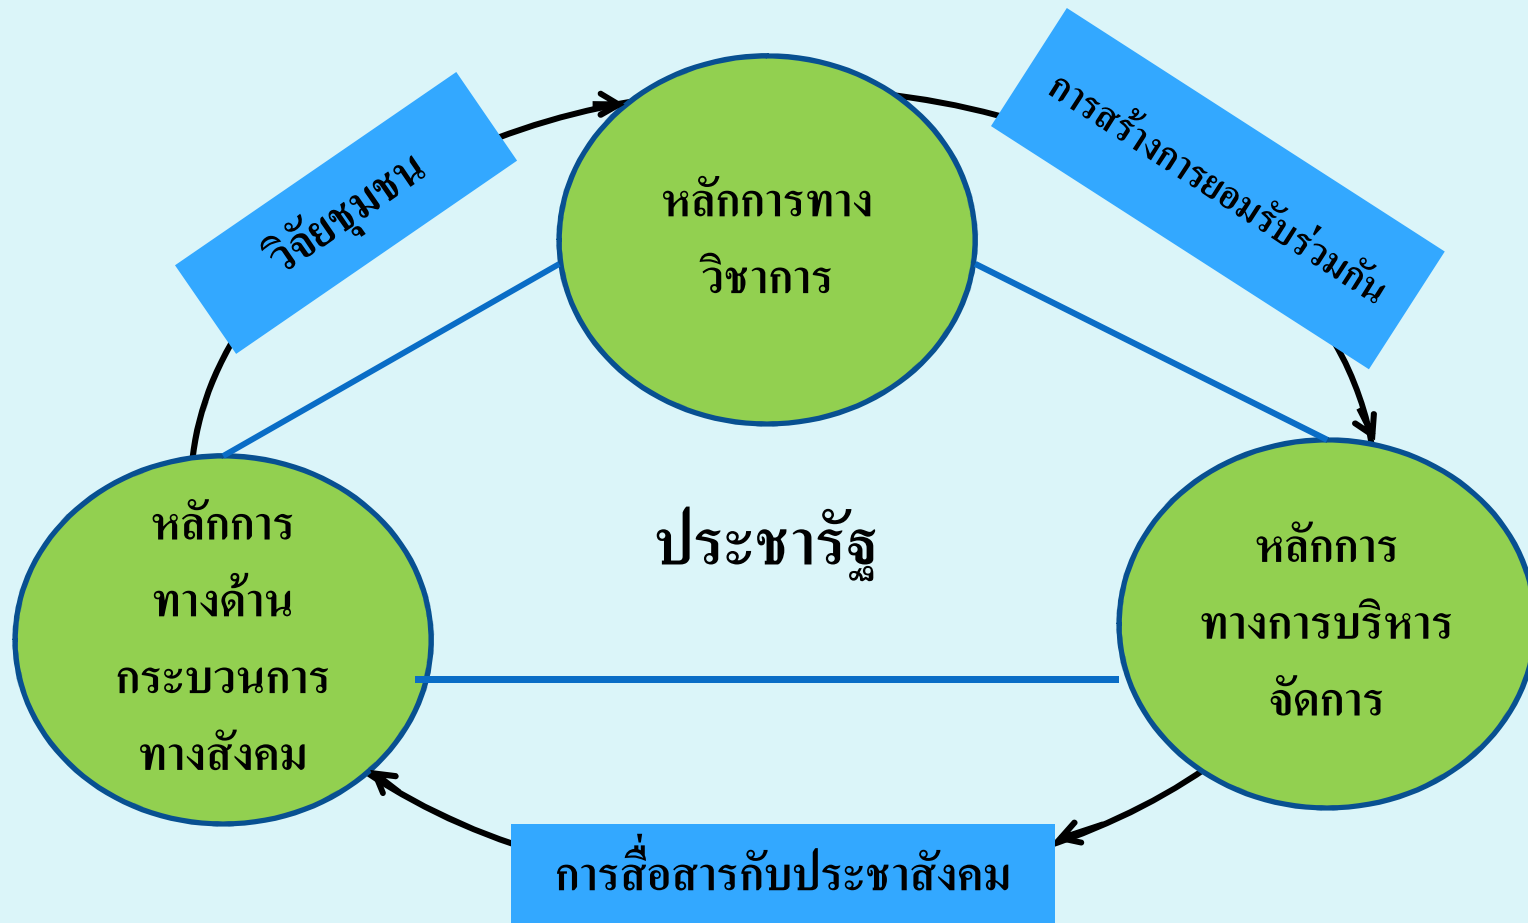 วิจัยชุมชน
หลักการทาง
วิชาการ
การสร้างการยอมรับร่วมกัน
ประชารัฐ
หลักการ
ทางด้าน
กระบวนการ
ทางสังคม
หลักการ
ทางการบริหาร
จัดการ
การสื่อสารกับประชาสังคม